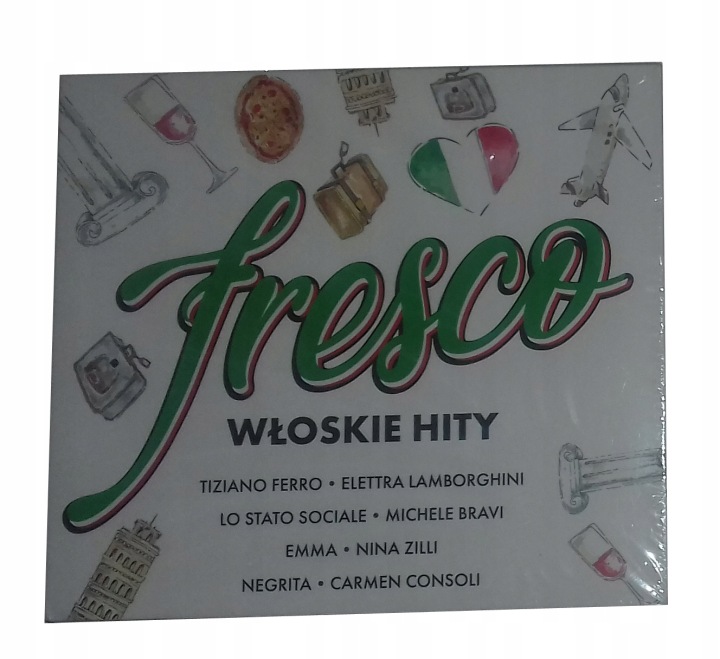 fresco
WŁOSKIE HITY
TIZIANO FERRO • ELETTRA LAMBORGHINI
LO STATO SOCIALE • MICHELE BRAVI
EMMA • NINA ZILLI
NEGRITA • CARMEN CONSOLI